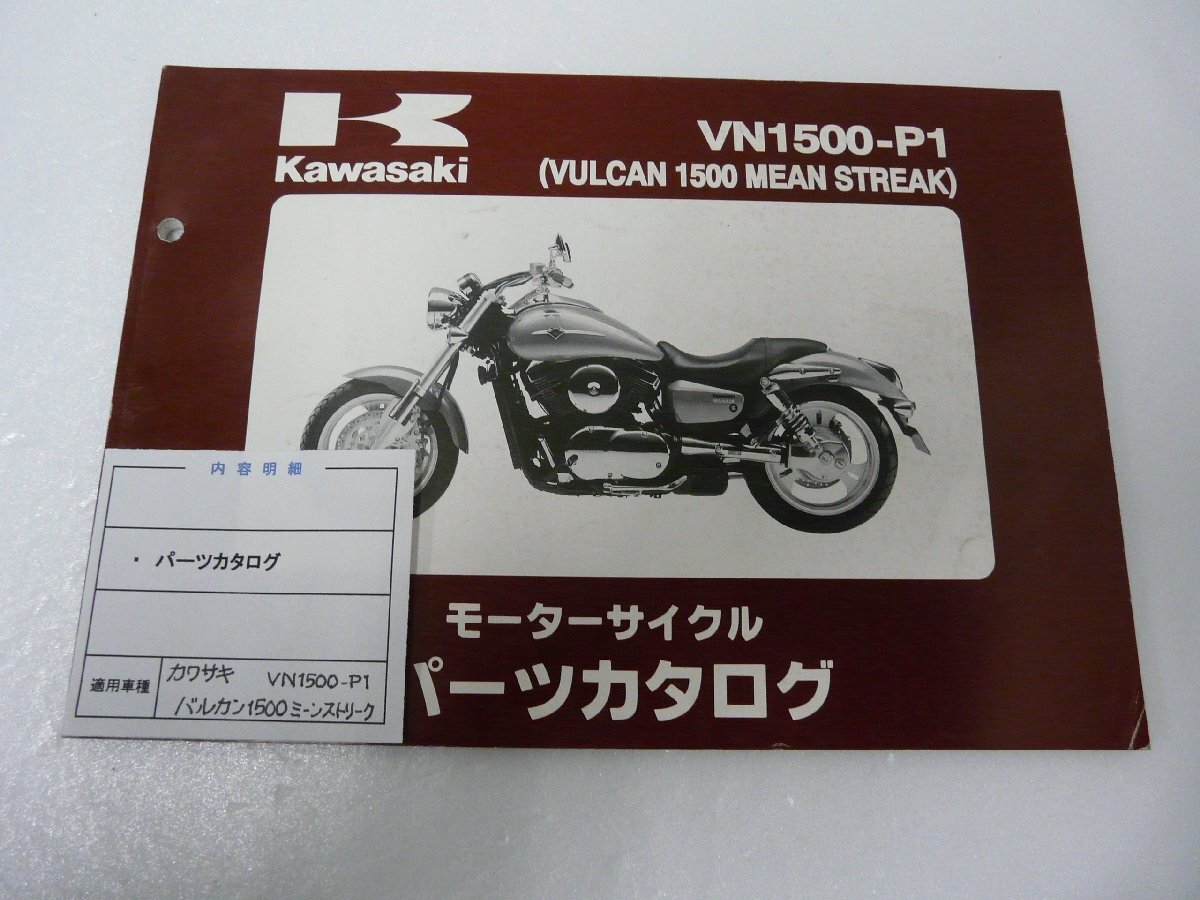 Kawasaki
VN1500-P1
(VULCAN 1500 MEAN STREAK)
モーターサイクル
パーツカタログ
内容明細
・ パーツカタログ
適用車種
カワサキ VN1500-P1
バルカン1500 ミーンストリーク